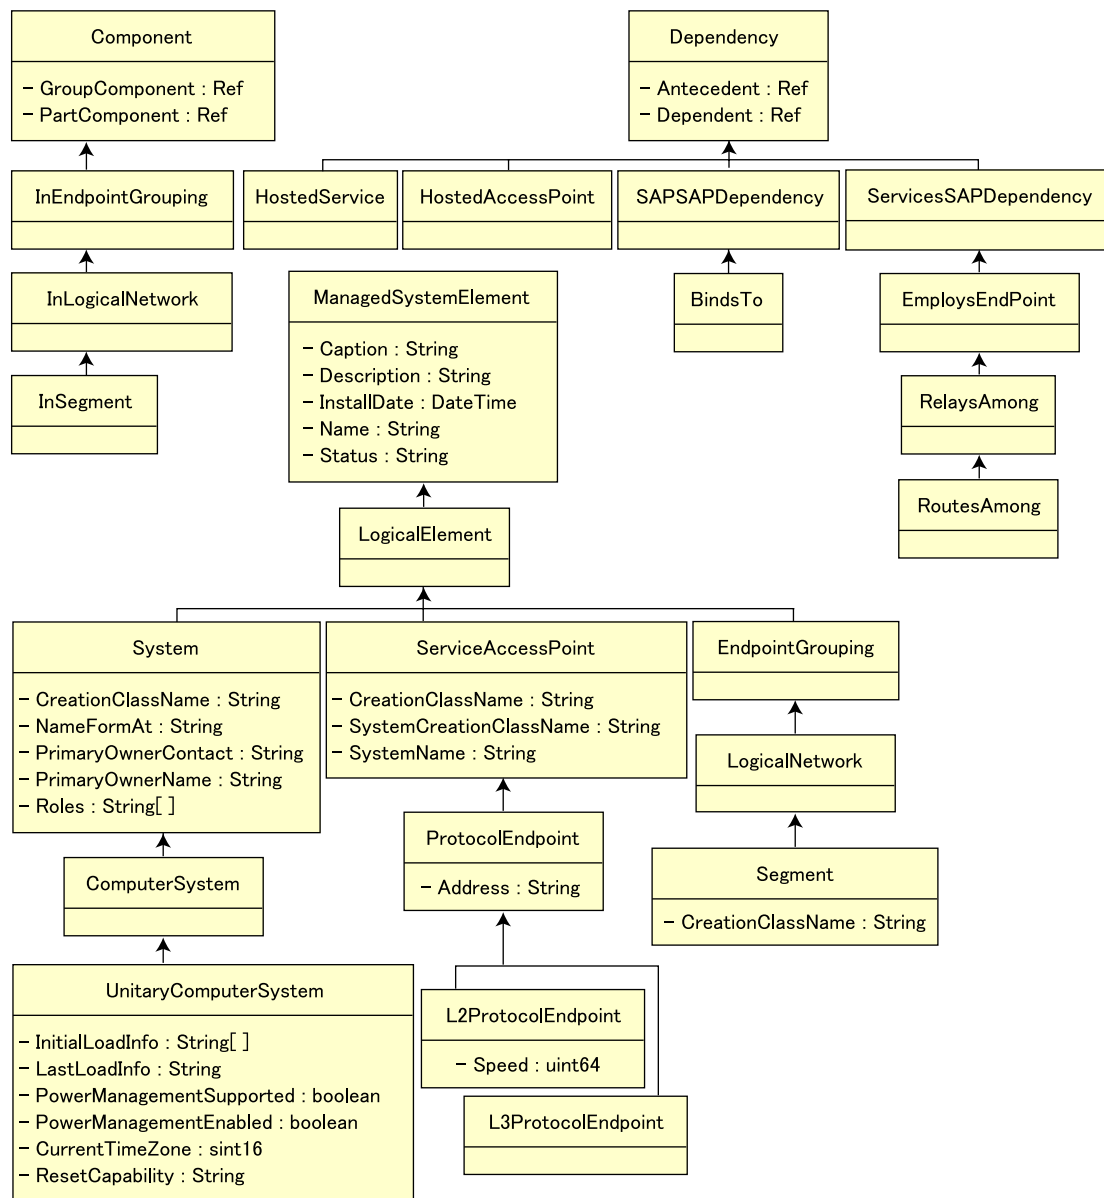 Component
- GroupComponent : Ref
- PartComponent : Ref
Dependency
- Antecedent : Ref
- Dependent : Ref
InEndpointGrouping
HostedService
HostedAccessPoint
SAPSAPDependency
ServicesSAPDependency
InLogicalNetwork
ManagedSystemElement
- Caption : String
- Description : String
- InstallDate : DateTime
- Name : String
- Status : String
BindsTo
EmploysEndPoint
InSegment
RelaysAmong
RoutesAmong
LogicalElement
System
- CreationClassName : String
- NameFormAt : String
- PrimaryOwnerContact : String
- PrimaryOwnerName : String
- Roles : String[ ]
ServiceAccessPoint
- CreationClassName : String
- SystemCreationClassName : String
- SystemName : String
EndpointGrouping
LogicalNetwork
ProtocolEndpoint
- Address : String
Segment
- CreationClassName : String
ComputerSystem
UnitaryComputerSystem
- InitialLoadInfo : String[ ]
- LastLoadInfo : String
- PowerManagementSupported : boolean
- PowerManagementEnabled : boolean
- CurrentTimeZone : sint16
- ResetCapability : String
L2ProtocolEndpoint
- Speed : uint64
L3ProtocolEndpoint